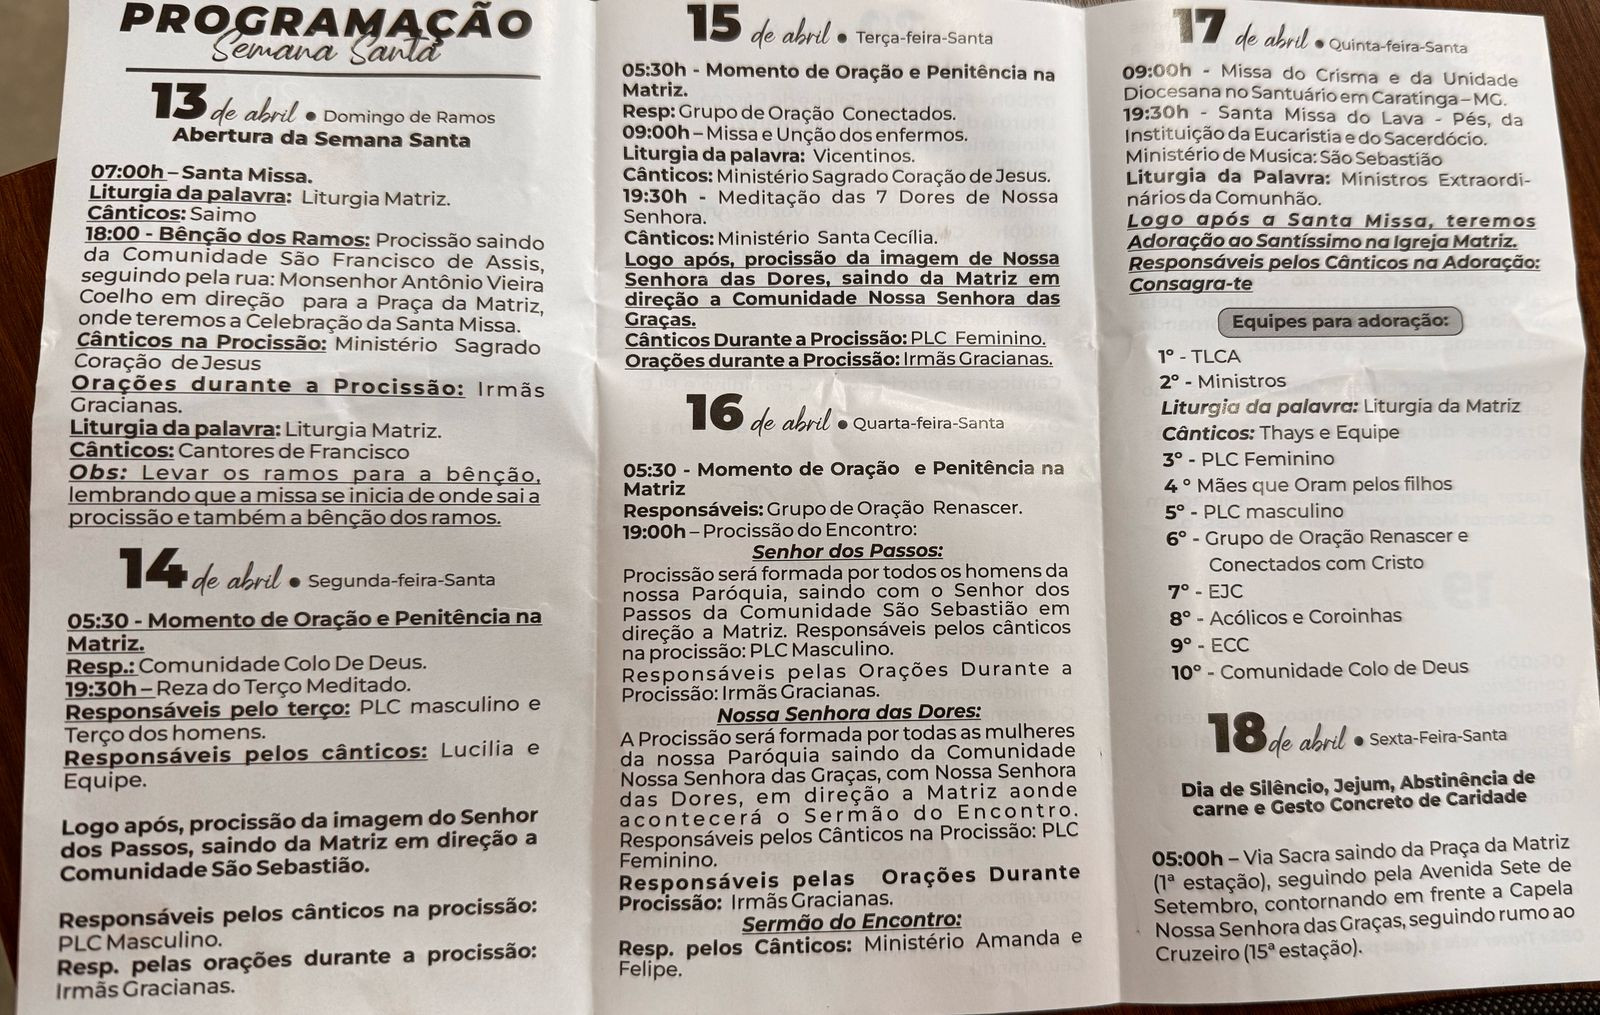 PROGRAMAÇÃO
Semana Santa
13 de abril • Domingo de Ramos
Abertura da Semana Santa
07:00h – Santa Missa.
Liturgia da palavra: Liturgia Matriz.
Cânticos: Saimo
18:00 - Bênção dos Ramos: Procissão saindo
da Comunidade São Francisco de Assis,
seguindo pela rua: Monsenhor Antônio Vieira
Coelho em direção para a Praça da Matriz,
onde teremos a Celebração da Santa Missa.
Cânticos na Procissão: Ministério Sagrado
Coração de Jesus
Orações durante a Procissão: Irmãs
Gracianas.
Liturgia da palavra: Liturgia Matriz.
Cânticos: Cantores de Francisco
Obs: Levar os ramos para a bênção,
lembrando que a missa se inicia de onde sai a
procissão e também a bênção dos ramos.
14 de abril • Segunda-feira-Santa
05:30 - Momento de Oração e Penitência na
Matriz.
Resp.: Comunidade Colo De Deus.
19:30h – Reza do Terço Meditado.
Responsáveis pelo terço: PLC masculino e
Terço dos homens.
Responsáveis pelos cânticos: Lucilia e
Equipe.
Logo após, procissão da imagem do Senhor
dos Passos, saindo da Matriz em direção a
Comunidade São Sebastião.
Responsáveis pelos cânticos na procissão:
PLC Masculino.
Resp. pelas orações durante a procissão:
Irmãs Gracianas.
15 de abril • Terça-feira-Santa
05:30h - Momento de Oração e Penitência na
Matriz.
Resp: Grupo de Oração Conectados.
09:00h – Missa e Unção dos enfermos.
Liturgia da palavra: Vicentinos.
Cânticos: Ministério Sagrado Coração de Jesus.
19:30h - Meditação das 7 Dores de Nossa
Senhora.
Cânticos: Ministério Santa Cecília.
Logo após, procissão da imagem de Nossa
Senhora das Dores, saindo da Matriz em
direção a Comunidade Nossa Senhora das
Graças.
Cânticos Durante a Procissão: PLC Feminino.
Orações durante a Procissão: Irmãs Gracianas.
16 de abril • Quarta-feira-Santa
05:30 - Momento de Oração e Penitência na
Matriz
Responsáveis: Grupo de Oração Renascer.
19:00h – Procissão do Encontro:
Senhor dos Passos:
Procissão será formada por todos os homens da
nossa Paróquia, saindo com o Senhor dos
Passos da Comunidade São Sebastião em
direção a Matriz. Responsáveis pelos cânticos
na procissão: PLC Masculino.
Responsáveis pelas Orações Durante a
Procissão: Irmãs Gracianas.
Nossa Senhora das Dores:
A Procissão será formada por todas as mulheres
da nossa Paróquia saindo da Comunidade
Nossa Senhora das Graças, com Nossa Senhora
das Dores, em direção a Matriz aonde
acontecerá o Sermão do Encontro.
Responsáveis pelos Cânticos na Procissão: PLC
Feminino.
Responsáveis pelas Orações Durante
Procissão: Irmãs Gracianas.
Sermão do Encontro:
Resp. pelos Cânticos: Ministério Amanda e
Felipe.
17 de abril • Quinta-feira-Santa
09:00h - Missa do Crisma e da Unidade
Diocesana no Santuário em Caratinga – MG.
19:30h - Santa Missa do Lava - Pés, da
Instituição da Eucaristia e do Sacerdócio.
Ministério de Musica: São Sebastião
Liturgia da Palavra: Ministros Extraordi-
nários da Comunhão.
Logo após a Santa Missa, teremos
Adoração ao Santíssimo na Igreja Matriz.
Responsáveis pelos Cânticos na Adoração:
Consagra-te
Equipes para adoração:
1º - TLCA
2º - Ministros
Liturgia da palavra: Liturgia da Matriz
Cânticos: Thays e Equipe
3º - PLC Feminino
4 º Mães que Oram pelos filhos
5º - PLC masculino
6º - Grupo de Oração Renascer e
Conectados com Cristo
7º - EJC
8º - Acólicos e Coroinhas
9º - ECC
10º - Comunidade Colo de Deus
18 de abril • Sexta-Feira-Santa
Dia de Silêncio, Jejum, Abstinência de
carne e Gesto Concreto de Caridade
05:00h – Via Sacra saindo da Praça da Matriz
(1ª estação), seguindo pela Avenida Sete de
Setembro, contornando em frente a Capela
Nossa Senhora das Graças, seguindo rumo ao
Cruzeiro (15ª estação).